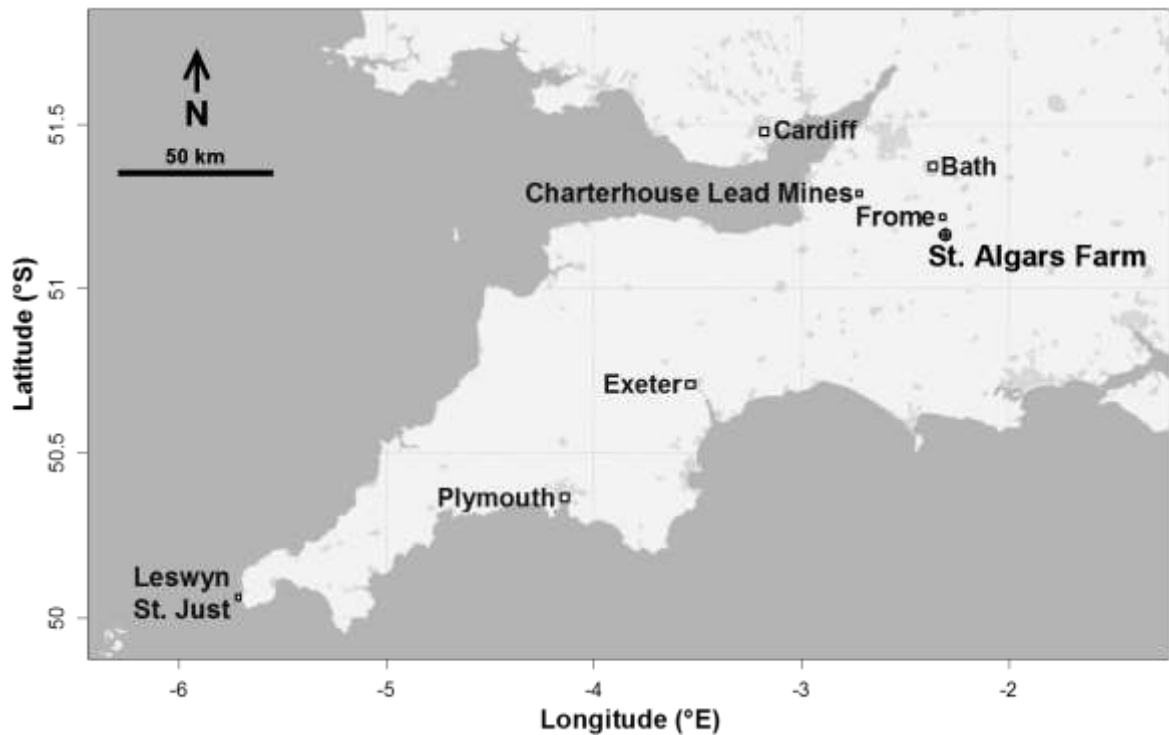 N
50 km
51.5
51
50.5
50
Latitude (°S)
Cardiff
Bath
Charterhouse Lead Mines
Frome
St. Algars Farm
Exeter
Plymouth
Leswyn
St. Just
-6
-5
-4
-3
-2
Longitude (°E)